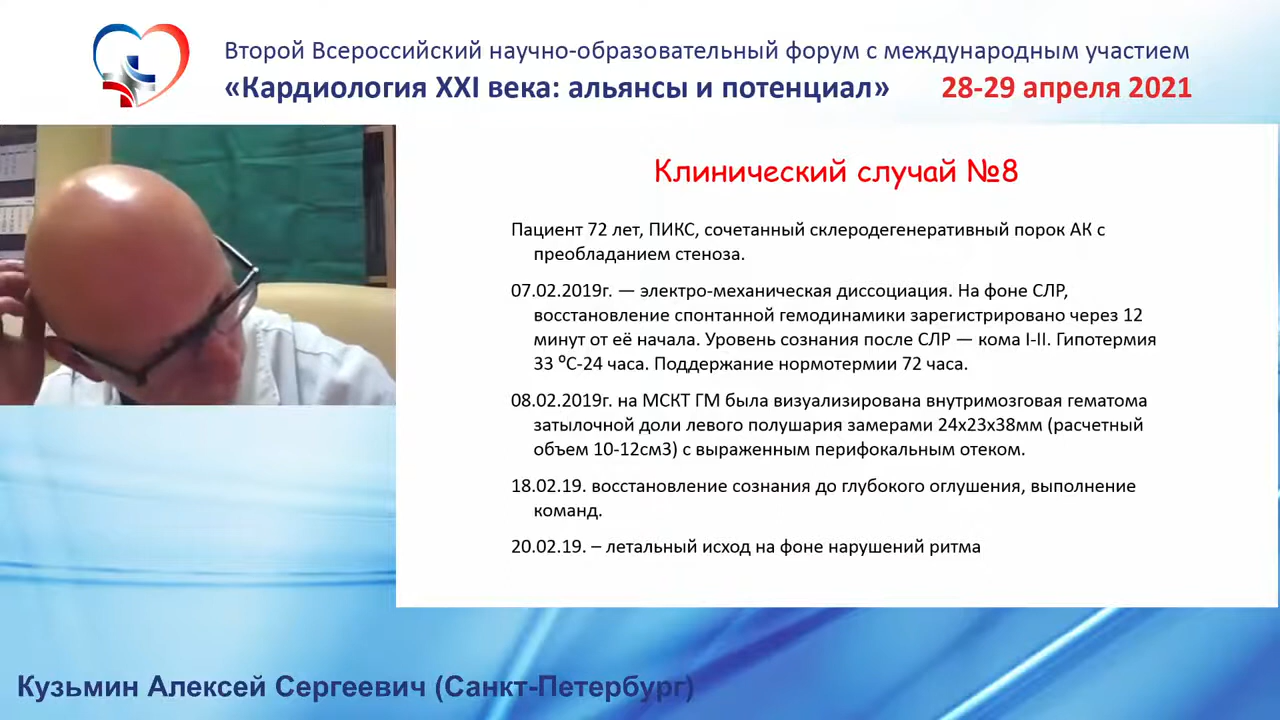 Второй Всероссийский научно-образовательный форум с международным участием
«Кардиология XXI века: альянсы и потенциал» 28-29 апреля 2021
Клинический случай №8
Пациент 72 лет, ПИКС, сочетанный склеродегенеративный порок АК с
преобладанием стеноза.
07.02.2019г. — электро-механическая диссоциация. На фоне СЛР,
восстановление спонтанной гемодинамики зарегистрировано через 12
минут от её начала. Уровень сознания после СЛР — кома I-II. Гипотермия
33 ⁰С-24 часа. Поддержание нормотермии 72 часа.
08.02.2019г. на МСКТ ГМ была визуализирована внутримозговая гематома
затылочной доли левого полушария замерами 24х23х38мм (расчетный
объем 10-12см3) с выраженным перифокальным отеком.
18.02.19. восстановление сознания до глубокого оглушения, выполнение
команд.
20.02.19. – летальный исход на фоне нарушений ритма
Кузьмин Алексей Сергеевич (Санкт-Петербург)